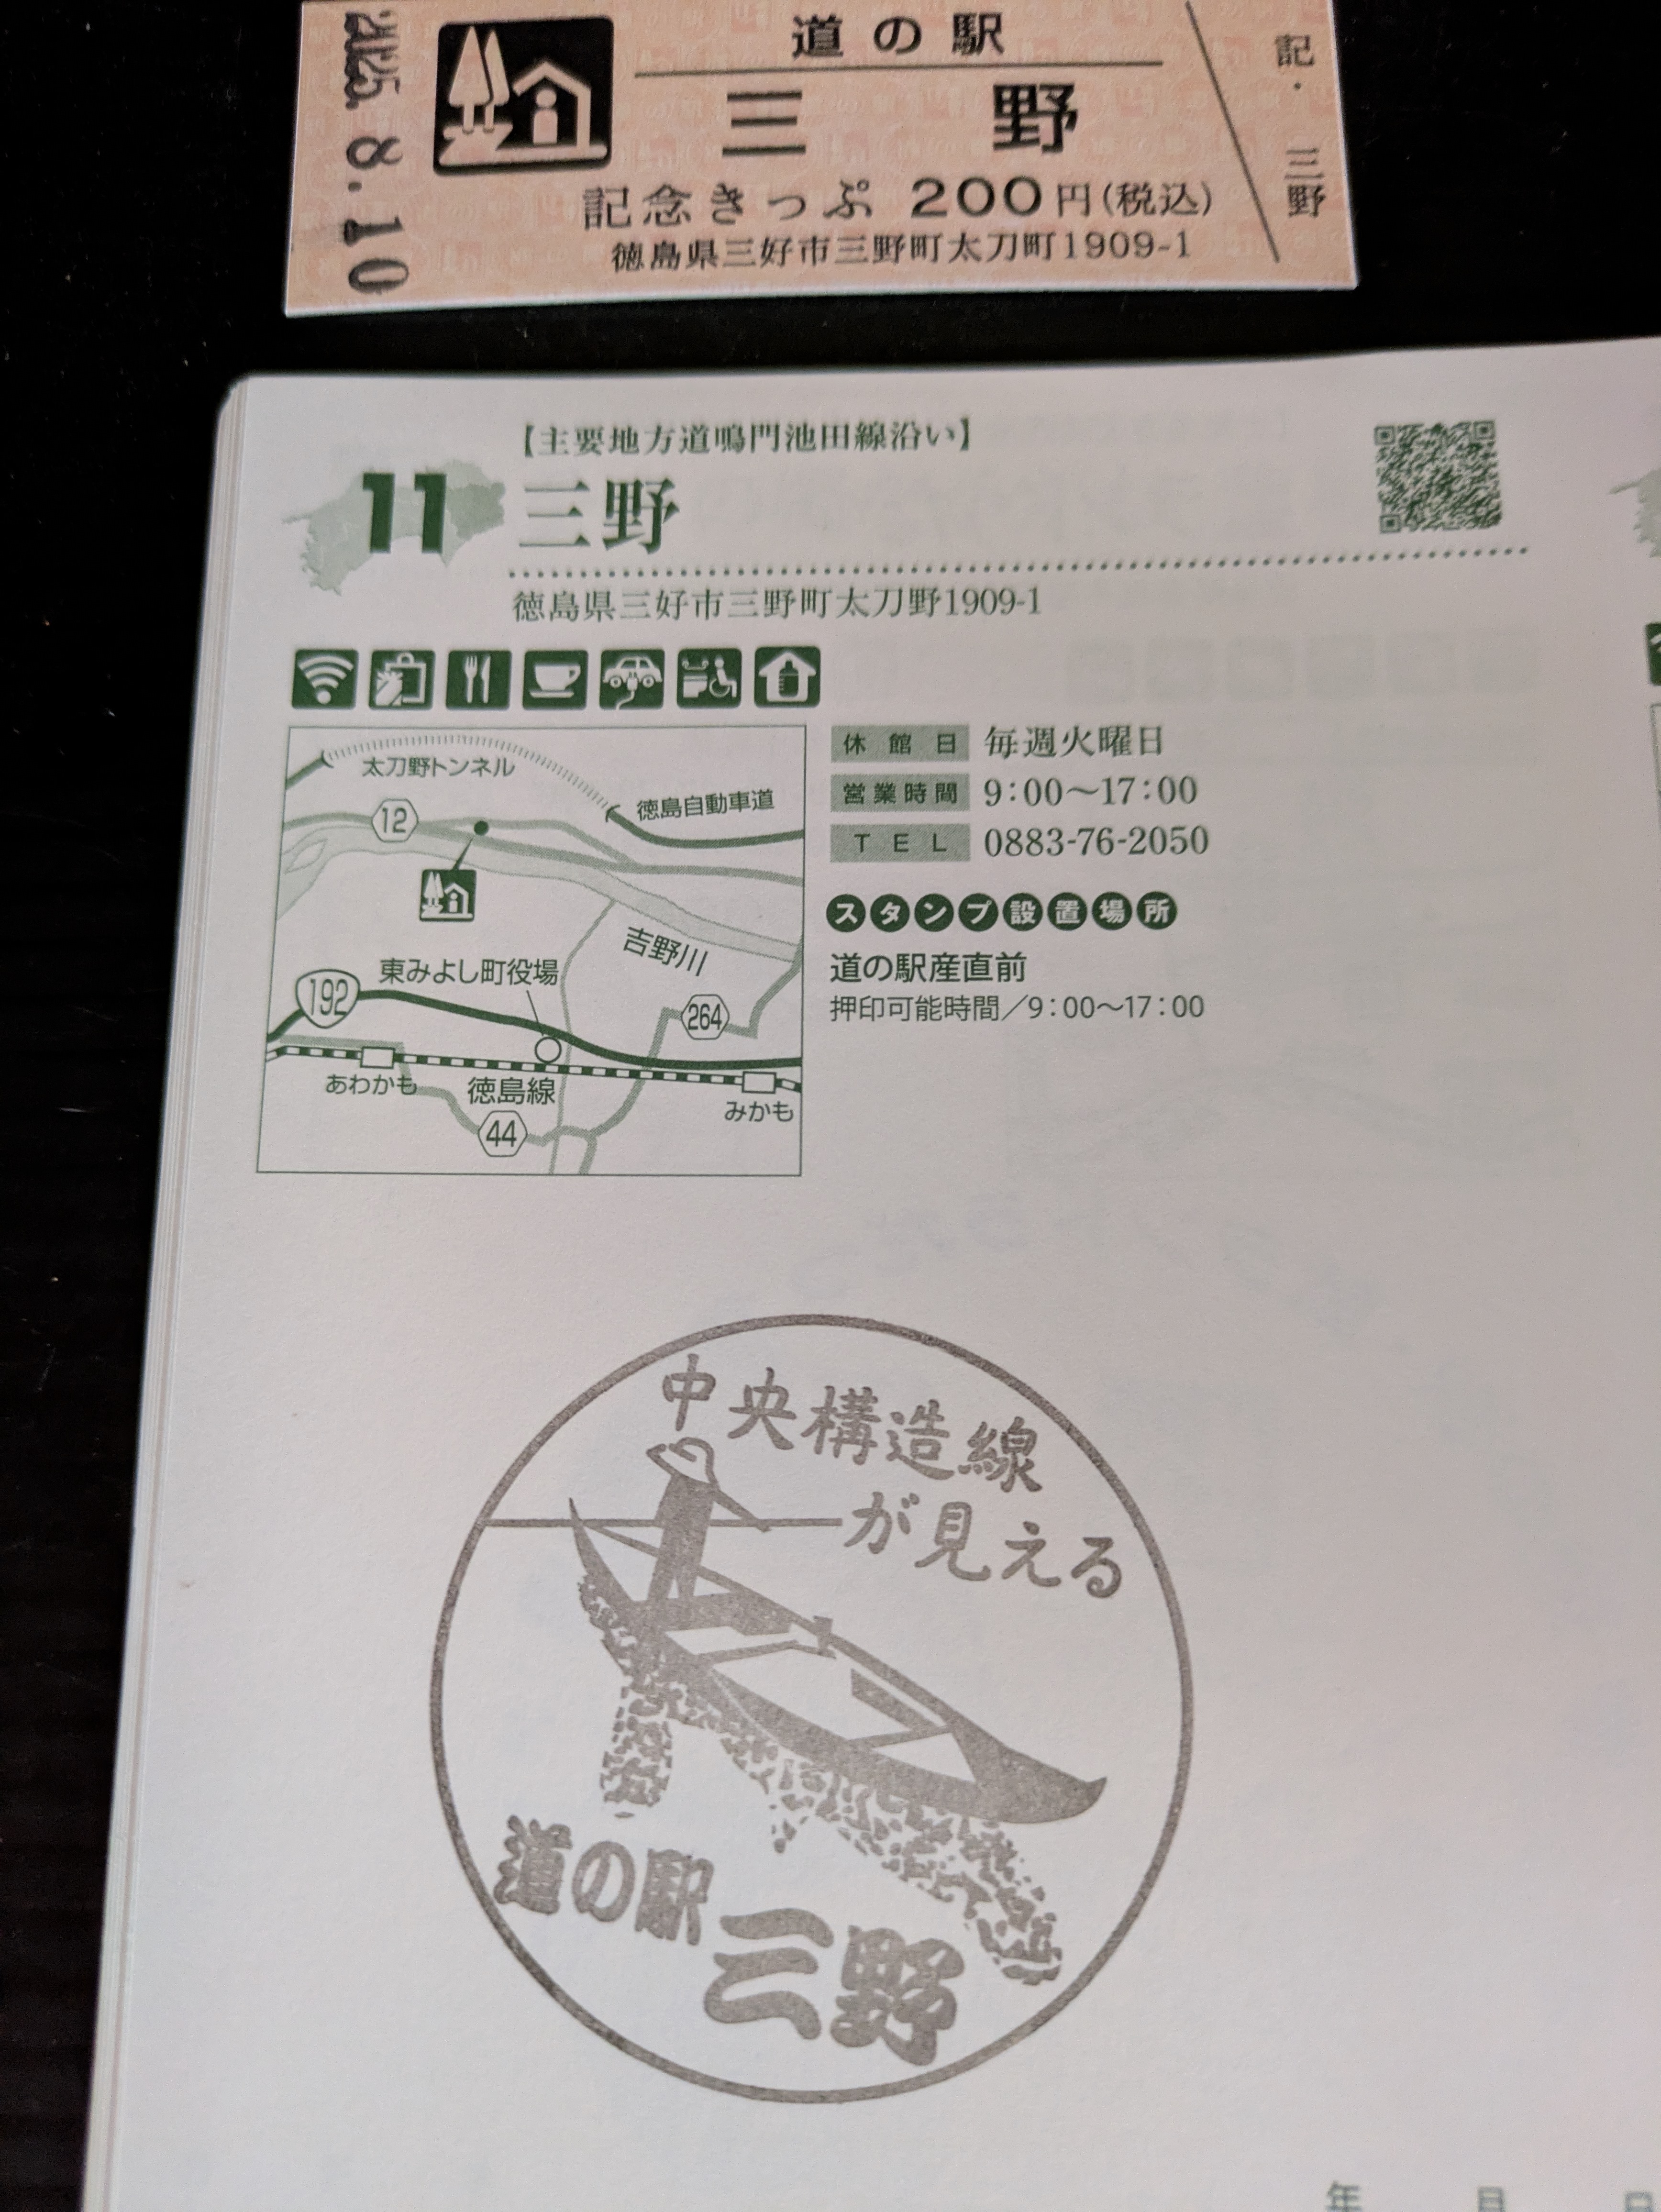 2025.8.10
道の駅
三野
記念きっぷ 200円(税込)
徳島県三好市三野町太刀町1909-1
記・三野
【主要地方道鳴門池田線沿い】
11 三野
徳島県三好市三野町太刀野1909-1
太刀野トンネル
徳島自動車道
12
吉野川
東みよし町役場
192
264
あわかも
徳島線
みかも
44
休館日 毎週火曜日
営業時間 9:00〜17:00
TEL 0883-76-2050
スタンプ設置場所
道の駅産直前
押印可能時間/9:00〜17:00
中央構造線
が見える
道の駅
三野
年 月 日